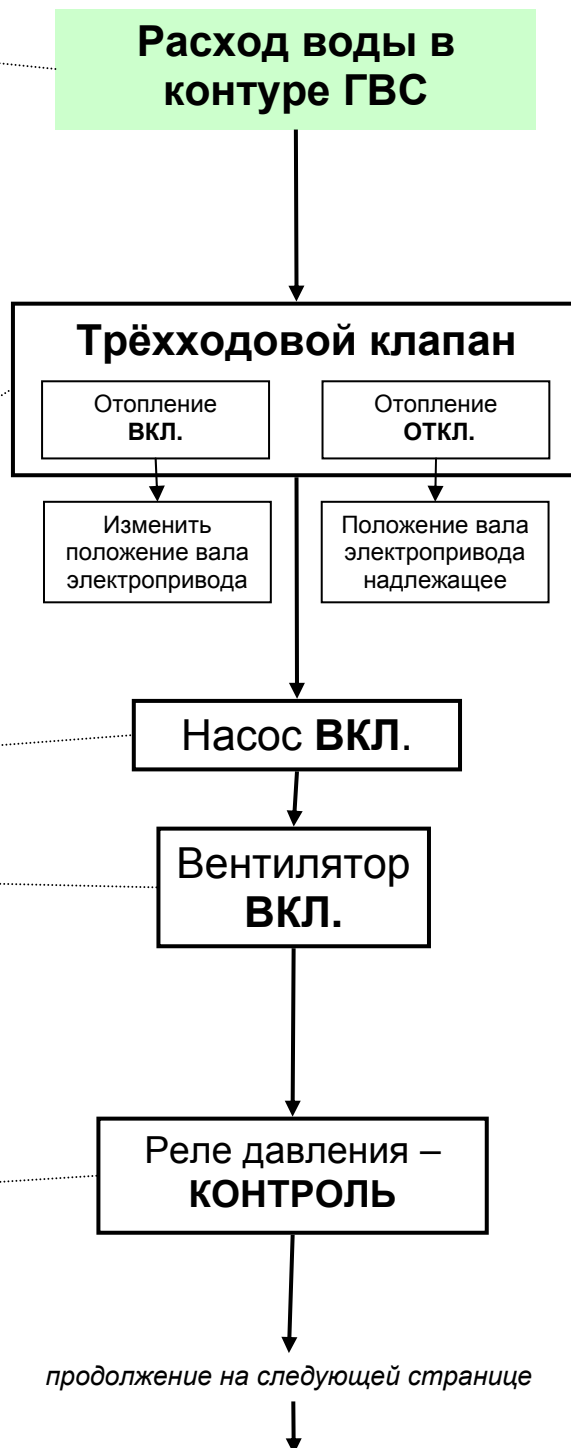 Расход воды в
контуре ГВС
Трёхходовой клапан
Отопление
ВКЛ.
Отопление
ОТКЛ.
Изменить
положение вала
электропривода
Положение вала
электропривода
надлежащее
Насос ВКЛ.
Вентилятор
ВКЛ.
Реле давления –
КОНТРОЛЬ
продолжение на следующей странице